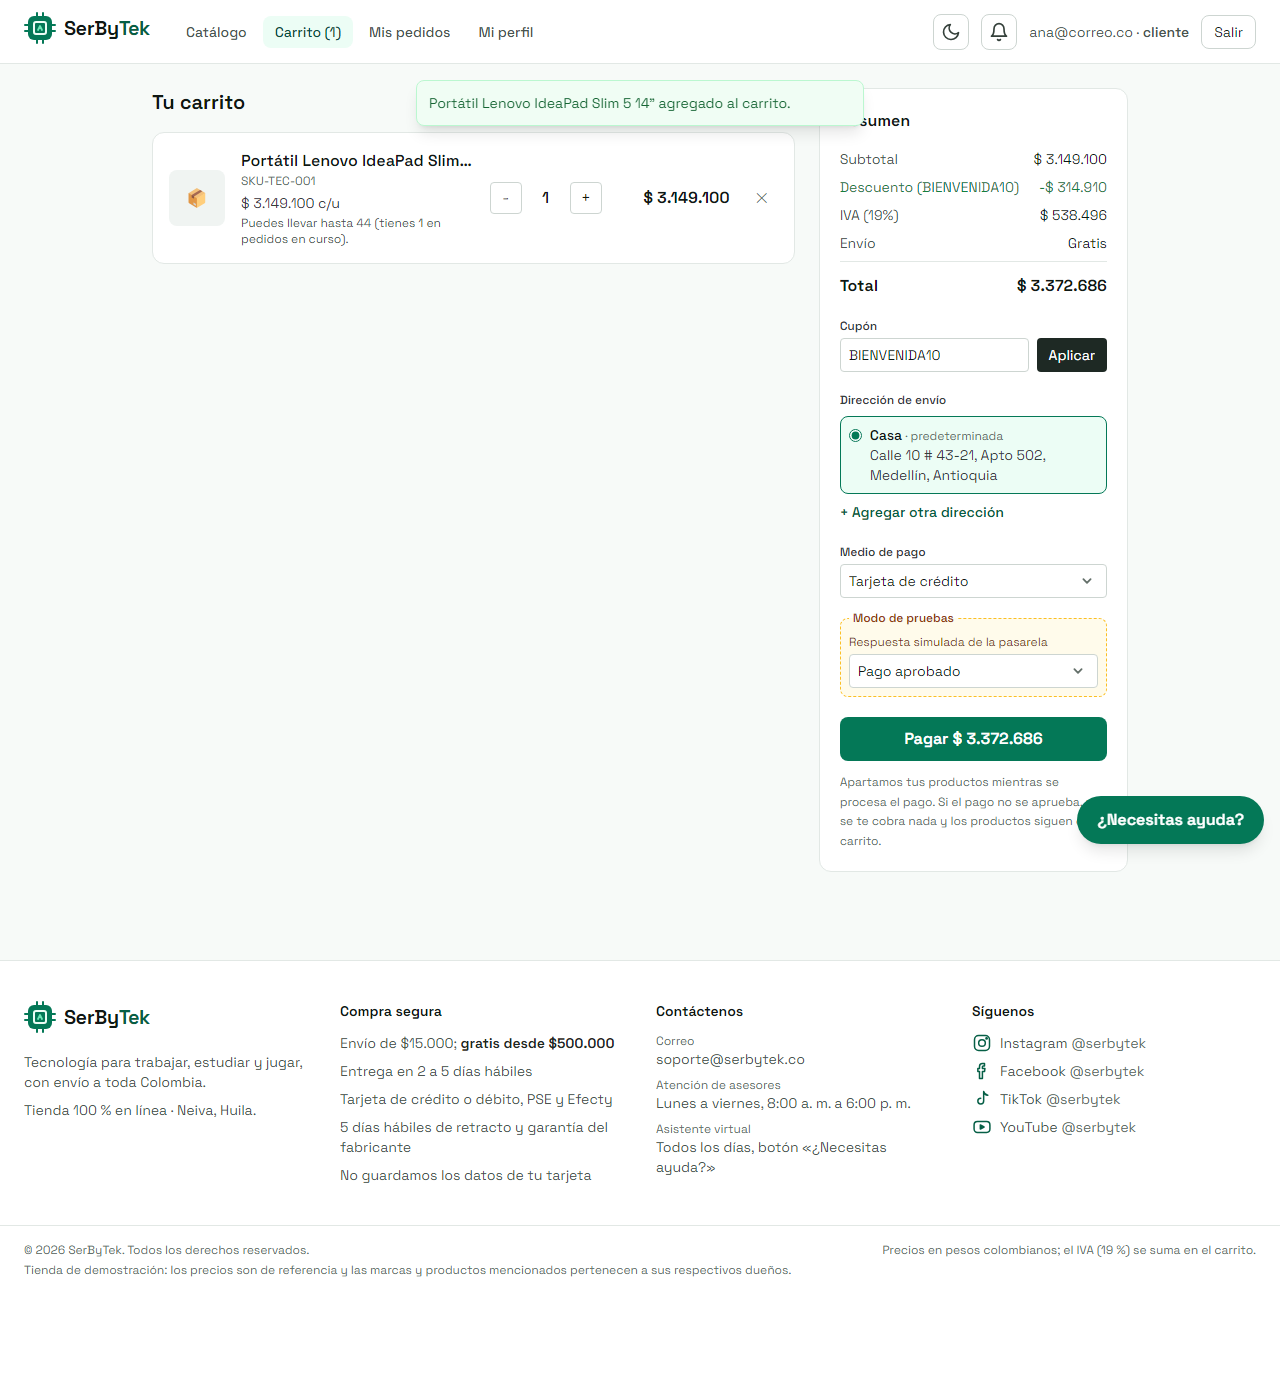 SerByTek
Catálogo
Carrito (1)
Mis pedidos
Mi perfil
ana@correo.co · cliente
Salir
Portátil Lenovo IdeaPad Slim 5 14" agregado al carrito.
Tu carrito
Portátil Lenovo IdeaPad Slim...
SKU-TEC-001
$ 3.149.100 c/u
Puedes llevar hasta 44 (tienes 1 en
pedidos en curso).
- 1 +
$ 3.149.100
sumen
Subtotal $ 3.149.100
Descuento (BIENVENIDA10) -$ 314.910
IVA (19%) $ 538.496
Envío Gratis
Total $ 3.372.686
Cupón
BIENVENIDA10
Aplicar
Dirección de envío
Casa · predeterminada
Calle 10 # 43-21, Apto 502,
Medellín, Antioquia
+ Agregar otra dirección
Medio de pago
Tarjeta de crédito
Modo de pruebas
Respuesta simulada de la pasarela
Pago aprobado
Pagar $ 3.372.686
Apartamos tus productos mientras se
procesa el pago. Si el pago no se aprueba,
se te cobra nada y los productos siguen
carrito.
¿Necesitas ayuda?
SerByTek
Tecnología para trabajar, estudiar y jugar,
con envío a toda Colombia.
Tienda 100 % en línea · Neiva, Huila.
Compra segura
Envío de $15.000; gratis desde $500.000
Entrega en 2 a 5 días hábiles
Tarjeta de crédito o débito, PSE y Efecty
5 días hábiles de retracto y garantía del
fabricante
No guardamos los datos de tu tarjeta
Contáctenos
Correo
soporte@serbytek.co
Atención de asesores
Lunes a viernes, 8:00 a. m. a 6:00 p. m.
Asistente virtual
Todos los días, botón «¿Necesitas
ayuda?»
Síguenos
Instagram @serbytek
Facebook @serbytek
TikTok @serbytek
YouTube @serbytek
© 2026 SerByTek. Todos los derechos reservados.
Precios en pesos colombianos; el IVA (19 %) se suma en el carrito.
Tienda de demostración: los precios son de referencia y las marcas y productos mencionados pertenecen a sus respectivos dueños.